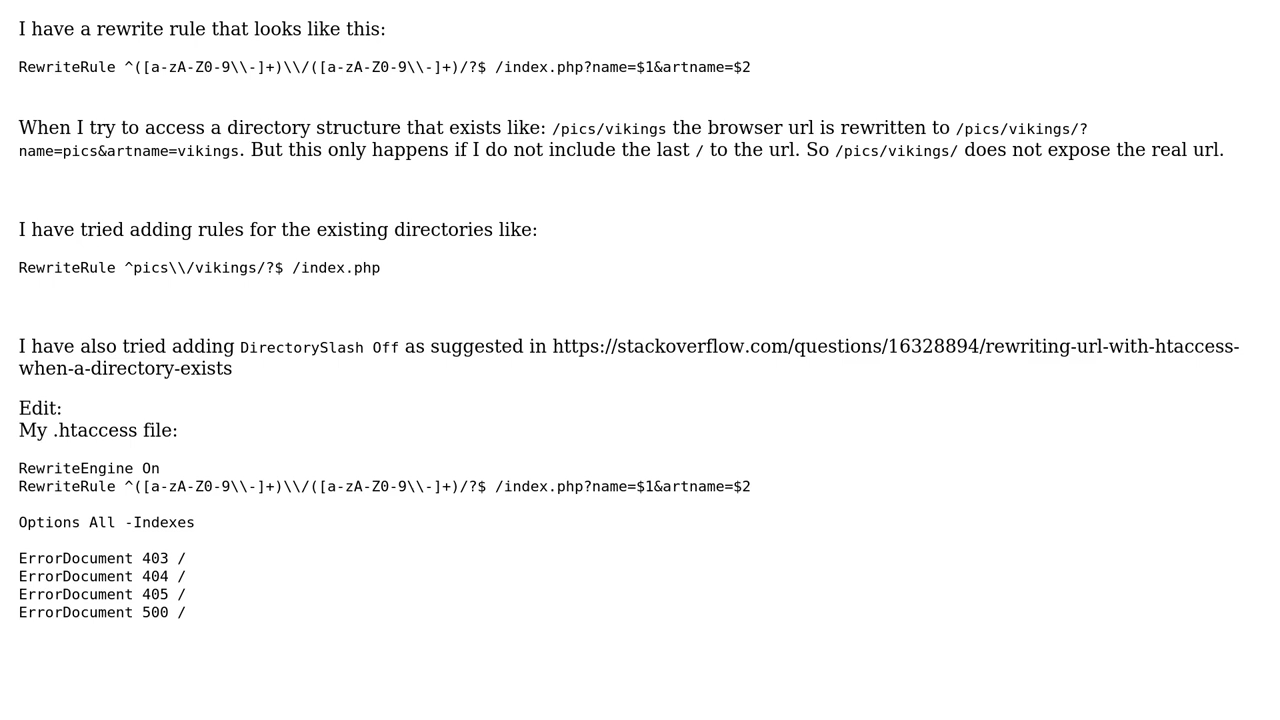 I have a rewrite rule that looks like this:
RewriteRule ^([a-zA-Z0-9\\-]+)\\/([a-zA-Z0-9\\-]+)/?$ /index.php?name=$1&artname=$2
When I try to access a directory structure that exists like: /pics/vikings the browser url is rewritten to /pics/vikings/?
name=pics&artname=vikings. But this only happens if I do not include the last / to the url. So /pics/vikings/ does not expose the real url.
I have tried adding rules for the existing directories like:
RewriteRule ^pics\\/vikings/?$ /index.php
I have also tried adding DirectorySlash Off as suggested in https://stackoverflow.com/questions/16328894/rewriting-url-with-htaccess-
when-a-directory-exists
Edit:
My .htaccess file:
RewriteEngine On
RewriteRule ^([a-zA-Z0-9\\-]+)\\/([a-zA-Z0-9\\-]+)/?$ /index.php?name=$1&artname=$2
Options All -Indexes
ErrorDocument 403 /
ErrorDocument 404 /
ErrorDocument 405 /
ErrorDocument 500 /